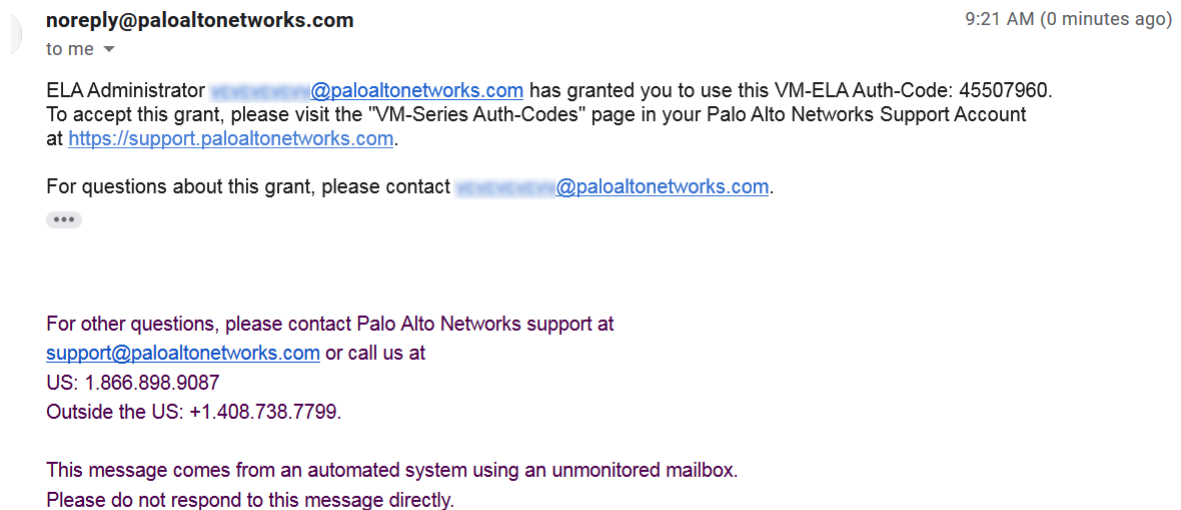 noreply@paloaltonetworks.com
9:21 AM (0 minutes ago)
to me
ELA Administrator @paloaltonetworks.com has granted you to use this VM-ELA Auth-Code: 45507960.
To accept this grant, please visit the "VM-Series Auth-Codes" page in your Palo Alto Networks Support Account
at https://support.paloaltonetworks.com.
For questions about this grant, please contact @paloaltonetworks.com.
For other questions, please contact Palo Alto Networks support at
support@paloaltonetworks.com or call us at
US: 1.866.898.9087
Outside the US: +1.408.738.7799.
This message comes from an automated system using an unmonitored mailbox.
Please do not respond to this message directly.